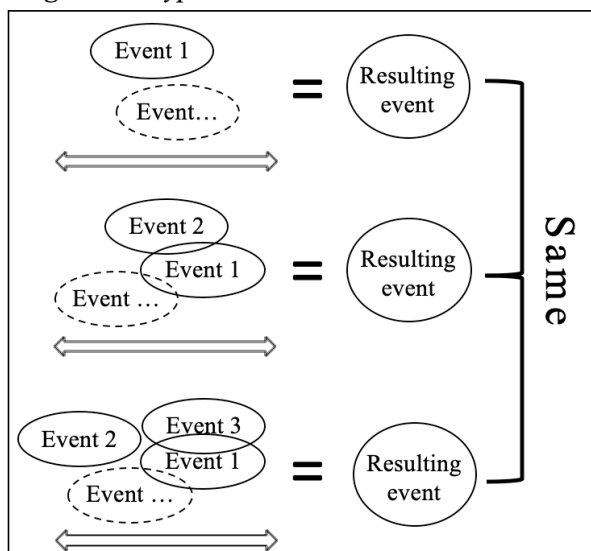 Event 1
Event…
=
Resulting
event
Event 2
Event 1
Event …
=
Resulting
event
Event 2
Event 3
Event 1
Event …
=
Resulting
event
Same